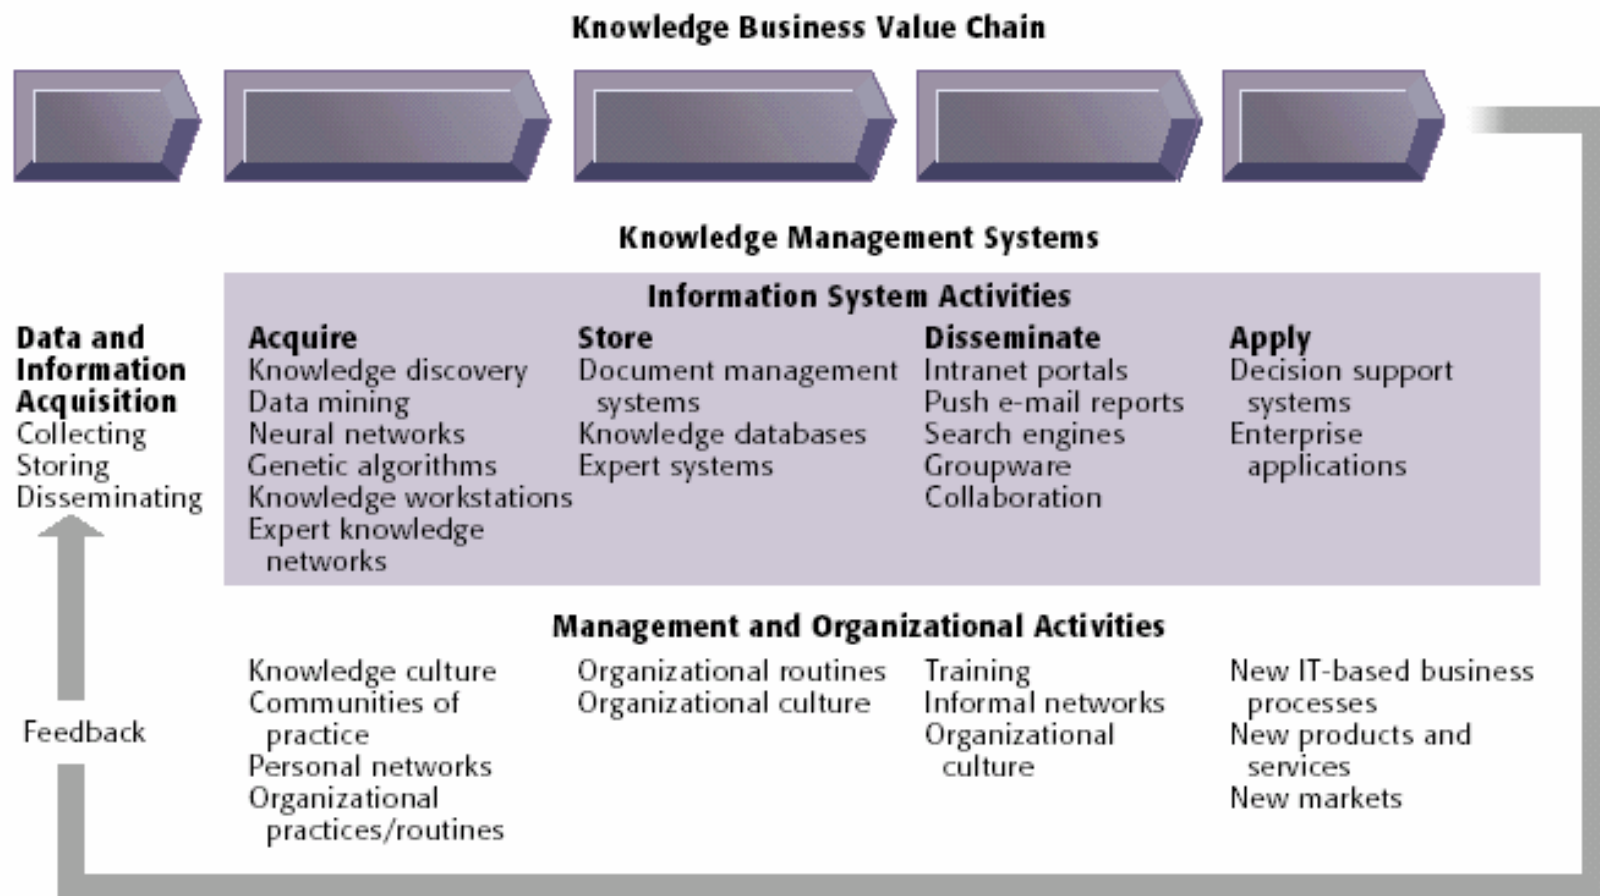 Knowledge Business Value Chain
Knowledge Management Systems
Information System Activities
Data and
Information
Acquisition
Collecting
Storing
Disseminating
Acquire
Knowledge discovery
Data mining
Neural networks
Genetic algorithms
Knowledge workstations
Expert knowledge
networks
Store
Document management
systems
Knowledge databases
Expert systems
Disseminate
Intranet portals
Push e-mail reports
Search engines
Groupware
Collaboration
Apply
Decision support
systems
Enterprise
applications
Management and Organizational Activities
Feedback
Knowledge culture
Communities of
practice
Personal networks
Organizational
practices/routines
Organizational routines
Organizational culture
Training
Informal networks
Organizational
culture
New IT-based business
processes
New products and
services
New markets